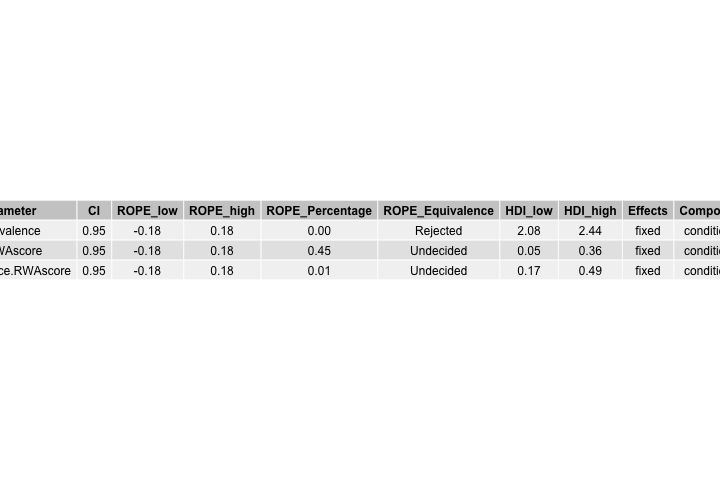 ameter CI ROPE_low ROPE_high ROPE_Percentage ROPE_Equivalence HDI_low HDI_high Effects Compo
valence 0.95 -0.18 0.18 0.00 Rejected 2.08 2.44 fixed conditi
WAscore 0.95 -0.18 0.18 0.45 Undecided 0.05 0.36 fixed conditi
ce.RWAscore 0.95 -0.18 0.18 0.01 Undecided 0.17 0.49 fixed conditi